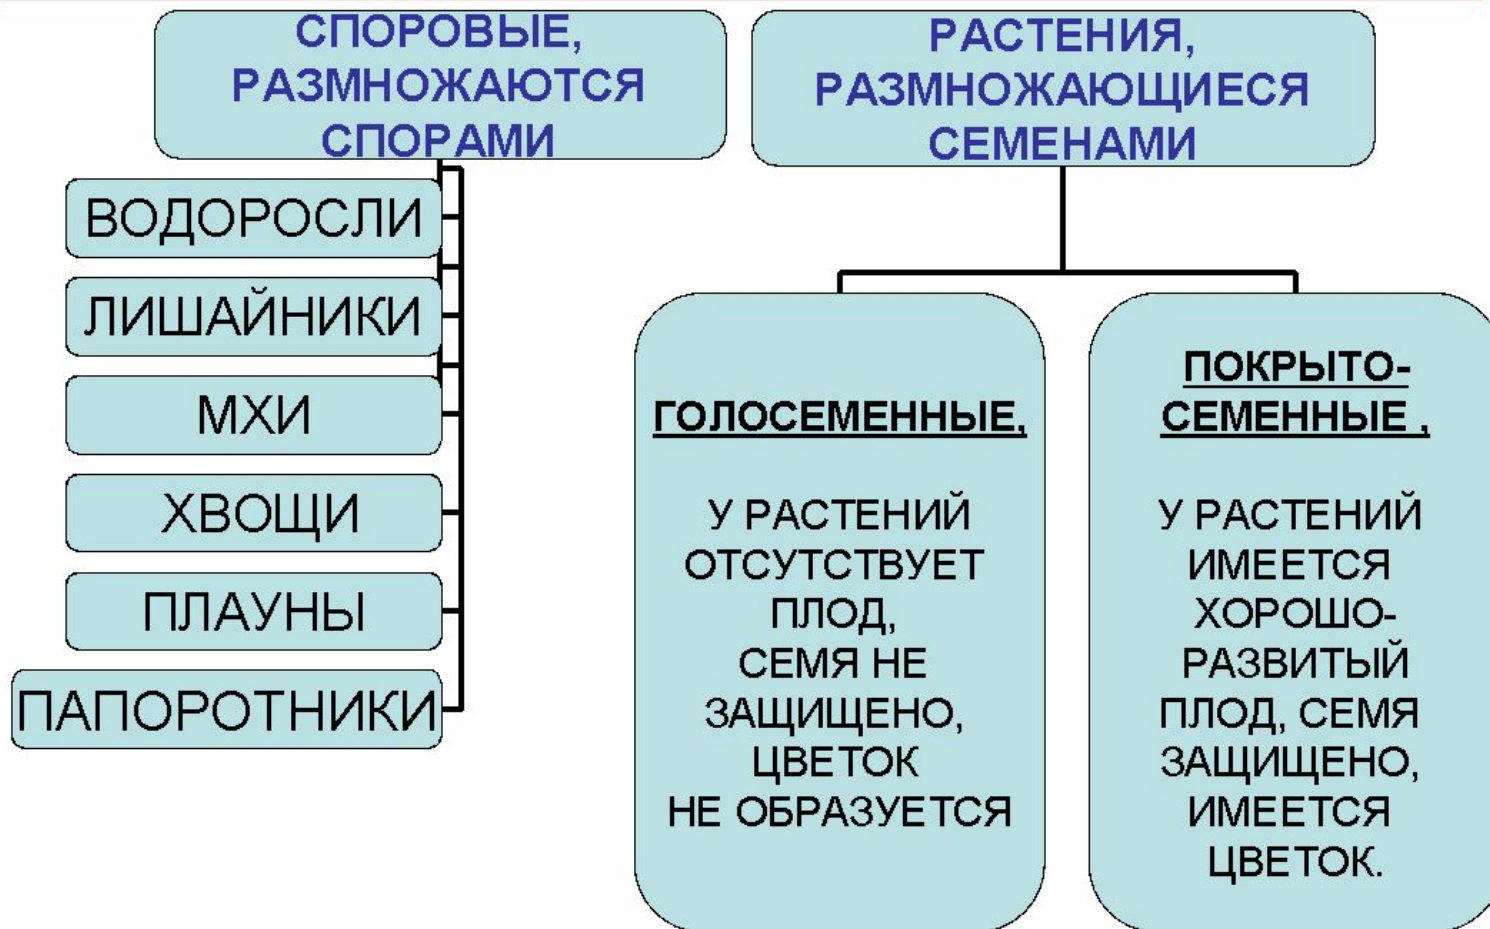 СПОРОВЫЕ,
РАЗМНОЖАЮТСЯ
СПОРАМИ
ВОДОРОСЛИ
ЛИШАЙНИКИ
МХИ
ХВОЩИ
ПЛАУНЫ
ПАПОРОТНИКИ
РАСТЕНИЯ,
РАЗМНОЖАЮЩИЕСЯ
СЕМЕНАМИ
ГОЛОСЕМЕННЫЕ,
У РАСТЕНИЙ
ОТСУТСТВУЕТ
ПЛОД,
СЕМЯ НЕ
ЗАЩИЩЕНО,
ЦВЕТОК
НЕ ОБРАЗУЕТСЯ
ПОКРЫТО-
СЕМЕННЫЕ ,
У РАСТЕНИЙ
ИМЕЕТСЯ
ХОРОШО-
РАЗВИТЫЙ
ПЛОД, СЕМЯ
ЗАЩИЩЕНО,
ИМЕЕТСЯ
ЦВЕТОК.